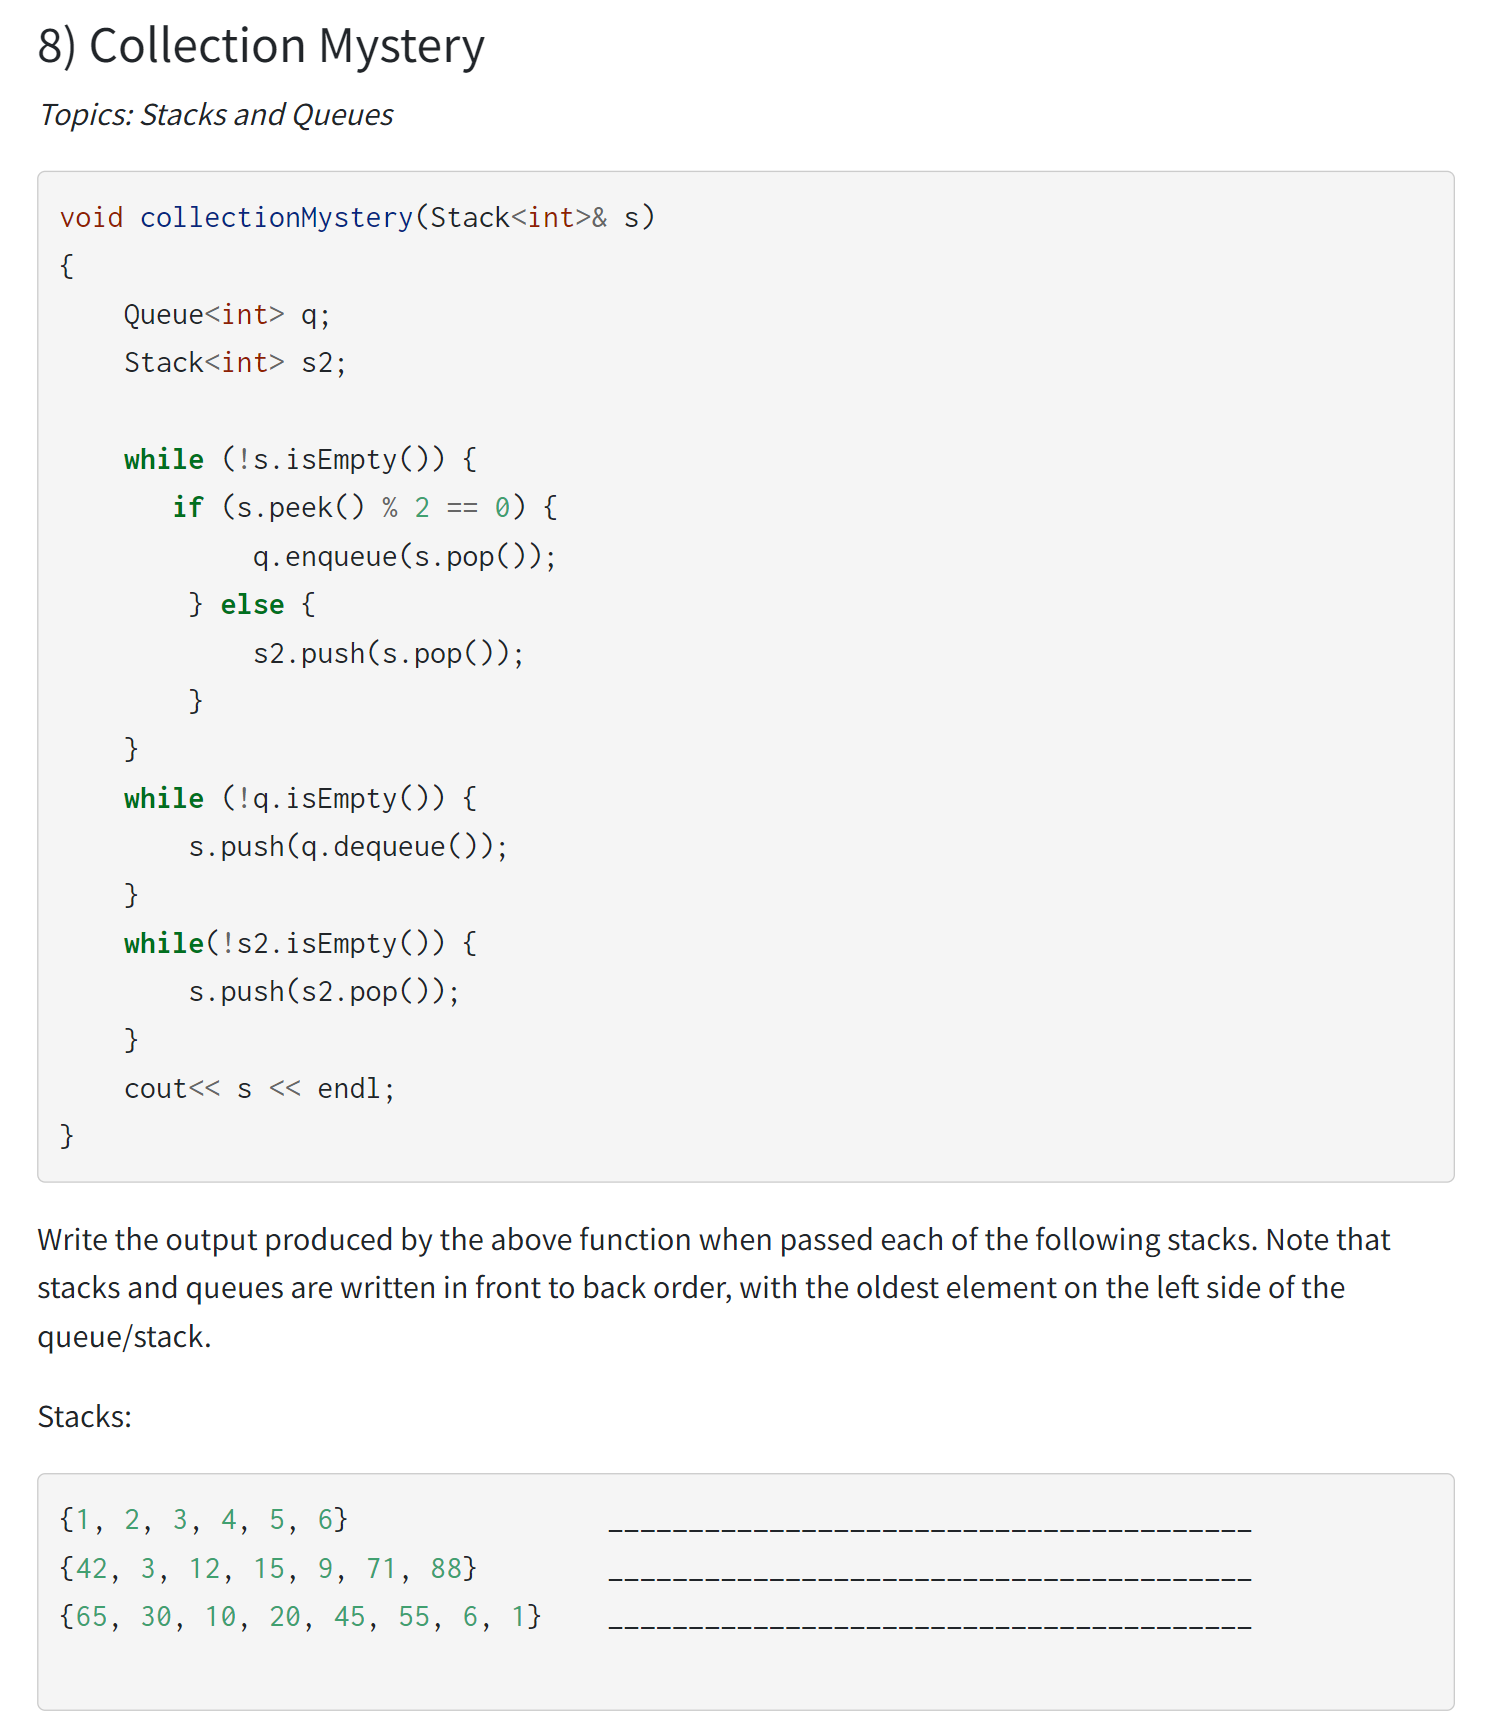 8) Collection Mystery
Topics: Stacks and Queues
void collectionMystery(Stack<int>& s)
{
    Queue<int> q;
    Stack<int> s2;

    while (!s.isEmpty()) {
       if (s.peek() % 2 == 0) {
            q.enqueue(s.pop());
        } else {
            s2.push(s.pop());
        }
    }
    while (!q.isEmpty()) {
        s.push(q.dequeue());
    }
    while(!s2.isEmpty()) {
        s.push(s2.pop());
    }
    cout<< s << endl;
}
Write the output produced by the above function when passed each of the following stacks. Note that
stacks and queues are written in front to back order, with the oldest element on the left side of the
queue/stack.
Stacks:
{1, 2, 3, 4, 5, 6}                ________________________________________
{42, 3, 12, 15, 9, 71, 88}        ________________________________________
{65, 30, 10, 20, 45, 55, 6, 1}    ________________________________________